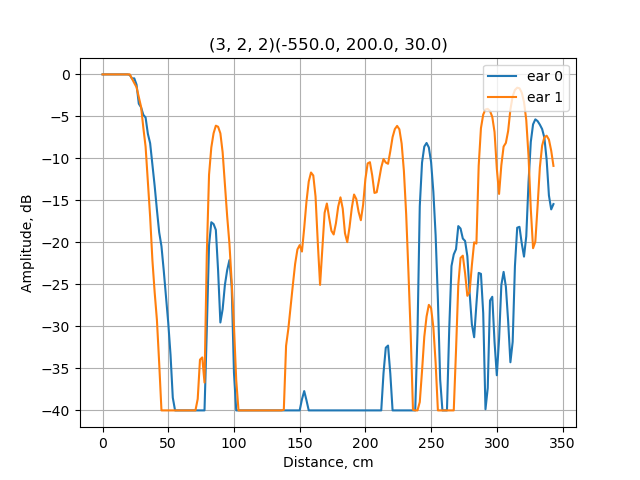 (3, 2, 2)(-550.0, 200.0, 30.0)
ear 0
ear 1
Amplitude, dB
0
−5
−10
−15
−20
−25
−30
−35
−40
0 50 100 150 200 250 300 350
Distance, cm